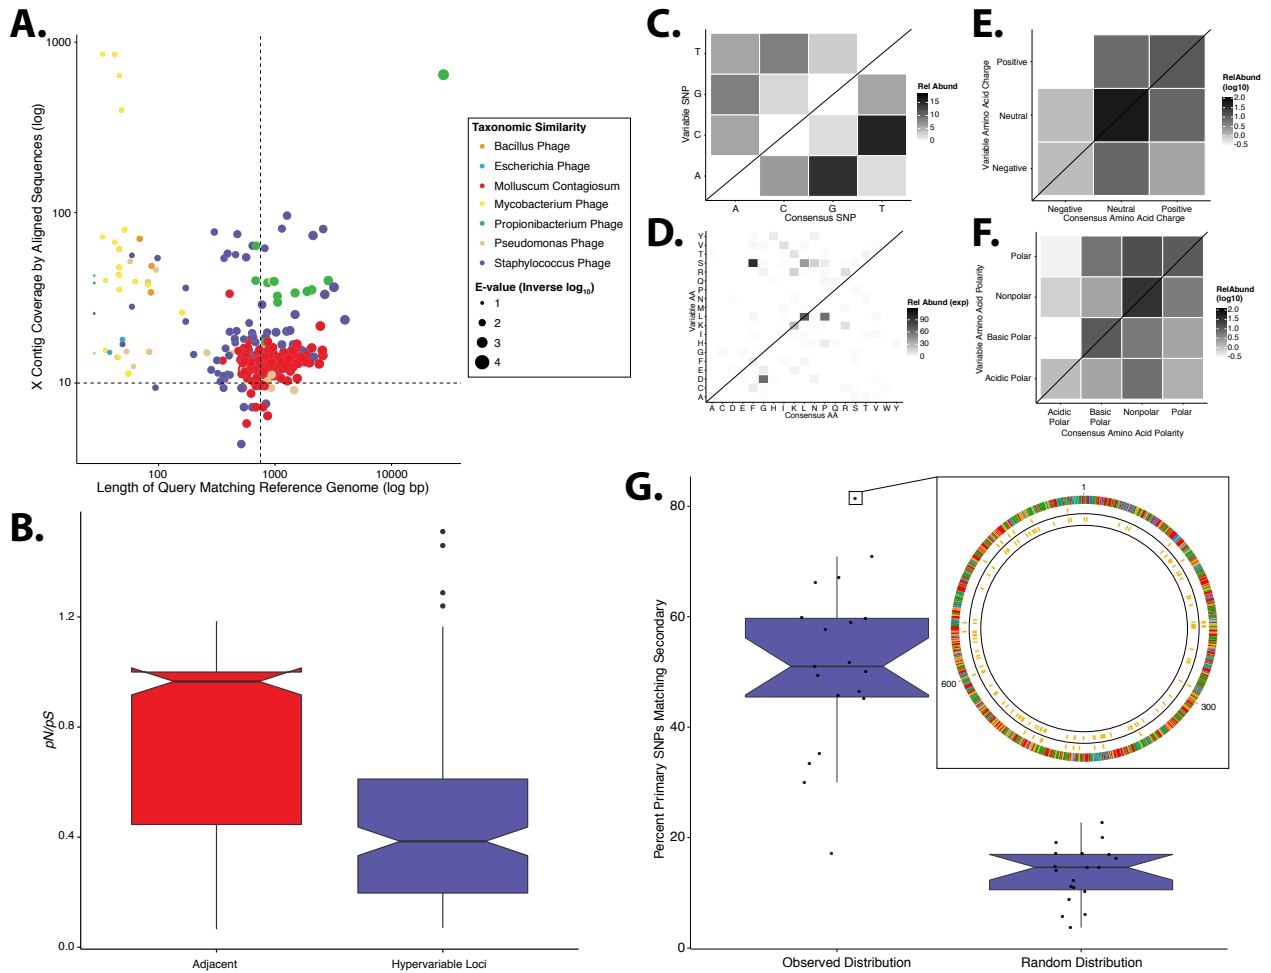 A.
1000
100
10
100
1000
10000
X Contig Coverage by Aligned Sequences (log)
Length of Query Matching Reference Genome (log bp)
Taxonomic Similarity
Bacillus Phage
Escherichia Phage
Molluscum Contagiosum
Mycobacterium Phage
Propionibacterium Phage
Pseudomonas Phage
Staphylococcus Phage
E-value (Inverse log10)
1
2
3
4
B.
1.2
0.8
0.4
0.0
pN/pS
Adjacent
Hypervariable Loci
C.
T
G
C
A
Variable SNP
A C G T
Consensus SNP
Rel Abund
15
10
5
0
D.
Y
V
T
S
R
Q
P
N
M
L
K
I
H
G
F
E
D
C
A
Variable AA
A C D E F G H I K L N P Q R S T V W Y
Consensus AA
Rel Abund (exp)
90
60
30
0
E.
Positive
Neutral
Negative
Variable Amino Acid Charge
Negative Neutral Positive
Consensus Amino Acid Charge
RelAbund
(log10)
2.0
1.5
1.0
0.5
0.0
-0.5
F.
Polar
Nonpolar
Basic Polar
Acidic Polar
Variable Amino Acid Polarity
Acidic Basic Nonpolar Polar
Polar Polar
Consensus Amino Acid Polarity
RelAbund
(log10)
2.0
1.5
1.0
0.5
0.0
-0.5
G.
80
60
40
20
0
Percent Primary SNPs Matching Secondary
Observed Distribution
Random Distribution
1
300
600